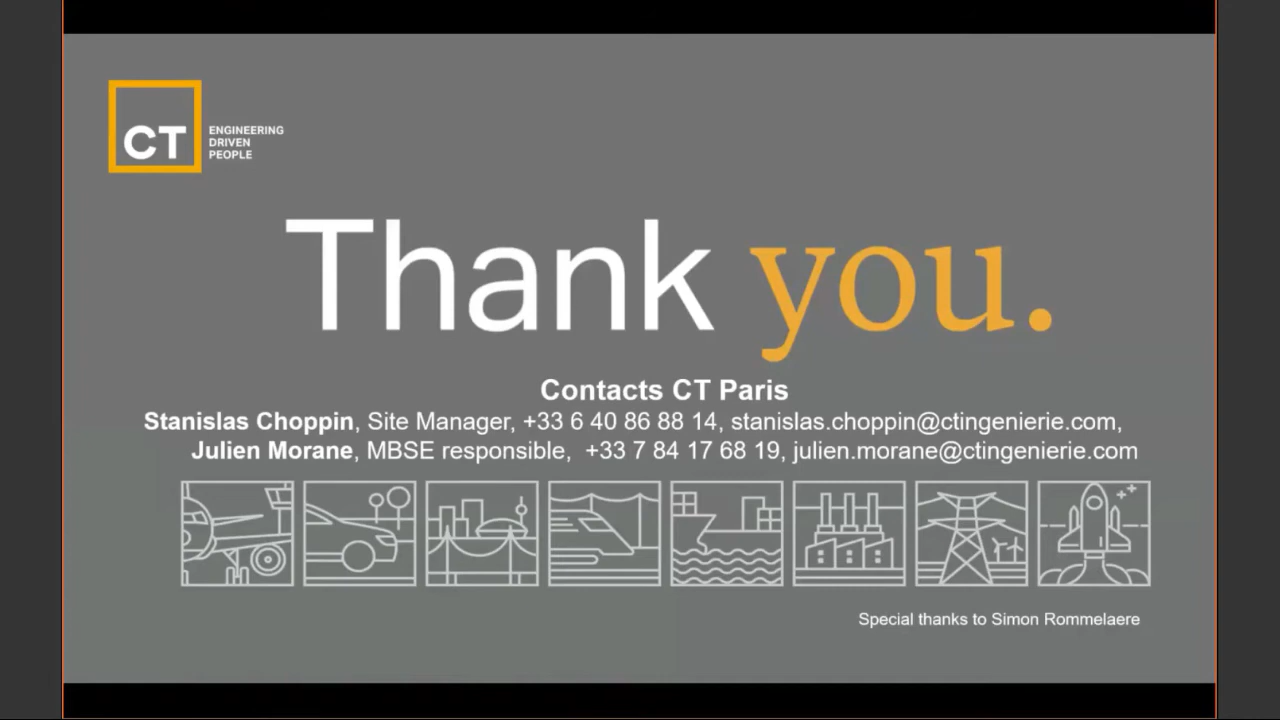 CT
ENGINEERING
DRIVEN
PEOPLE
Thank you.
Contacts CT Paris
Stanislas Choppin, Site Manager, +33 6 40 86 88 14, stanislas.choppin@ctingenierie.com,
Julien Morane, MBSE responsible, +33 7 84 17 68 19, julien.morane@ctingenierie.com
Special thanks to Simon Rommelaere